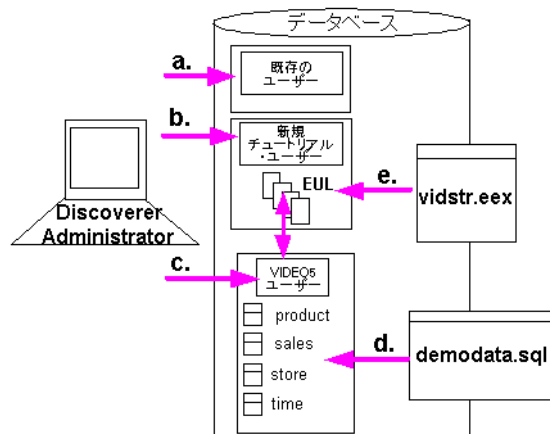 データベース
a.
既存の
ユーザー
b.
新規
チュートリアル
・ユーザー
EUL
e.
vidstr.eex
Discoverer
Administrator
c.
VIDEO5
ユーザー
product
sales
store
time
d.
demodata.sql